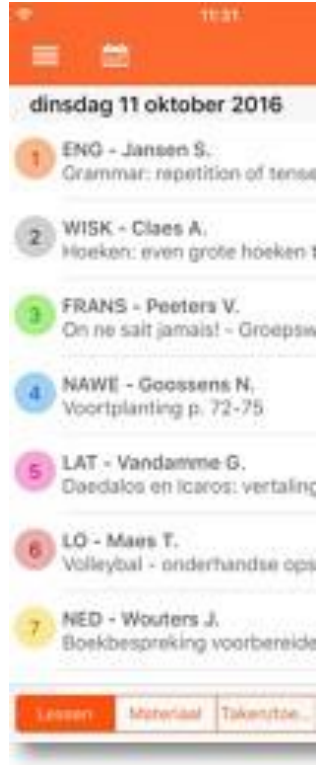 11:31
dinsdag 11 oktober 2016
1 ENG - Jansen S.
Grammar: repetition of tense
2 WISK - Claes A.
Hoeken: even grote hoeken t
3 FRANS - Peeters V.
On ne sait jamais! - Groepsw
4 NAWE - Goossens N.
Voortplanting p. 72-75
5 LAT - Vandamme G.
Daedalos en Icaros: vertaling
6 LO - Maes T.
Volleybal - onderhandse ops
7 NED - Wouters J.
Boekbespreking voorbereide
Lessen Materiaal Taken/toe...